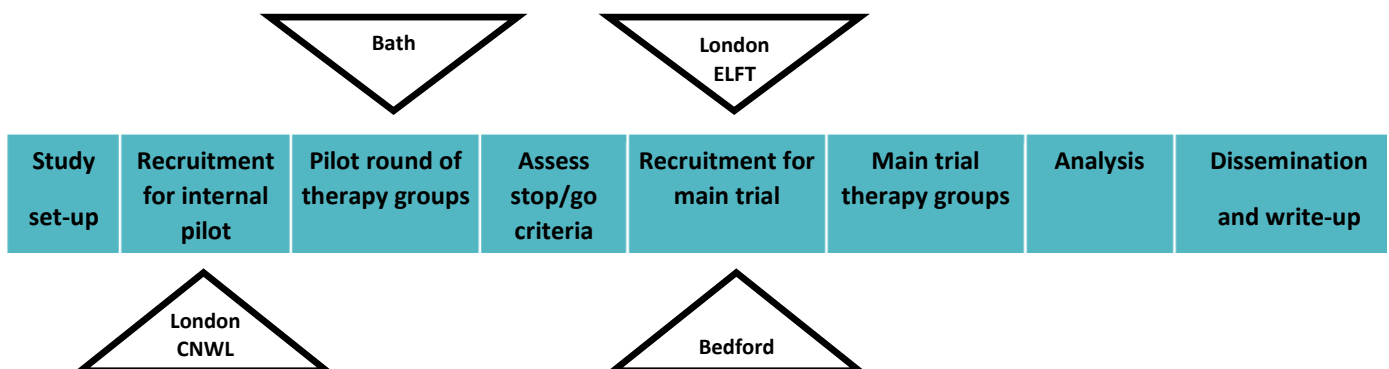 Bath
London
ELFT
Study
set-up
Recruitment
for internal
pilot
Pilot round of
therapy groups
Assess
stop/go
criteria
Recruitment for
main trial
Main trial
therapy groups
Analysis
Dissemination
and write-up
London
CNWL
Bedford